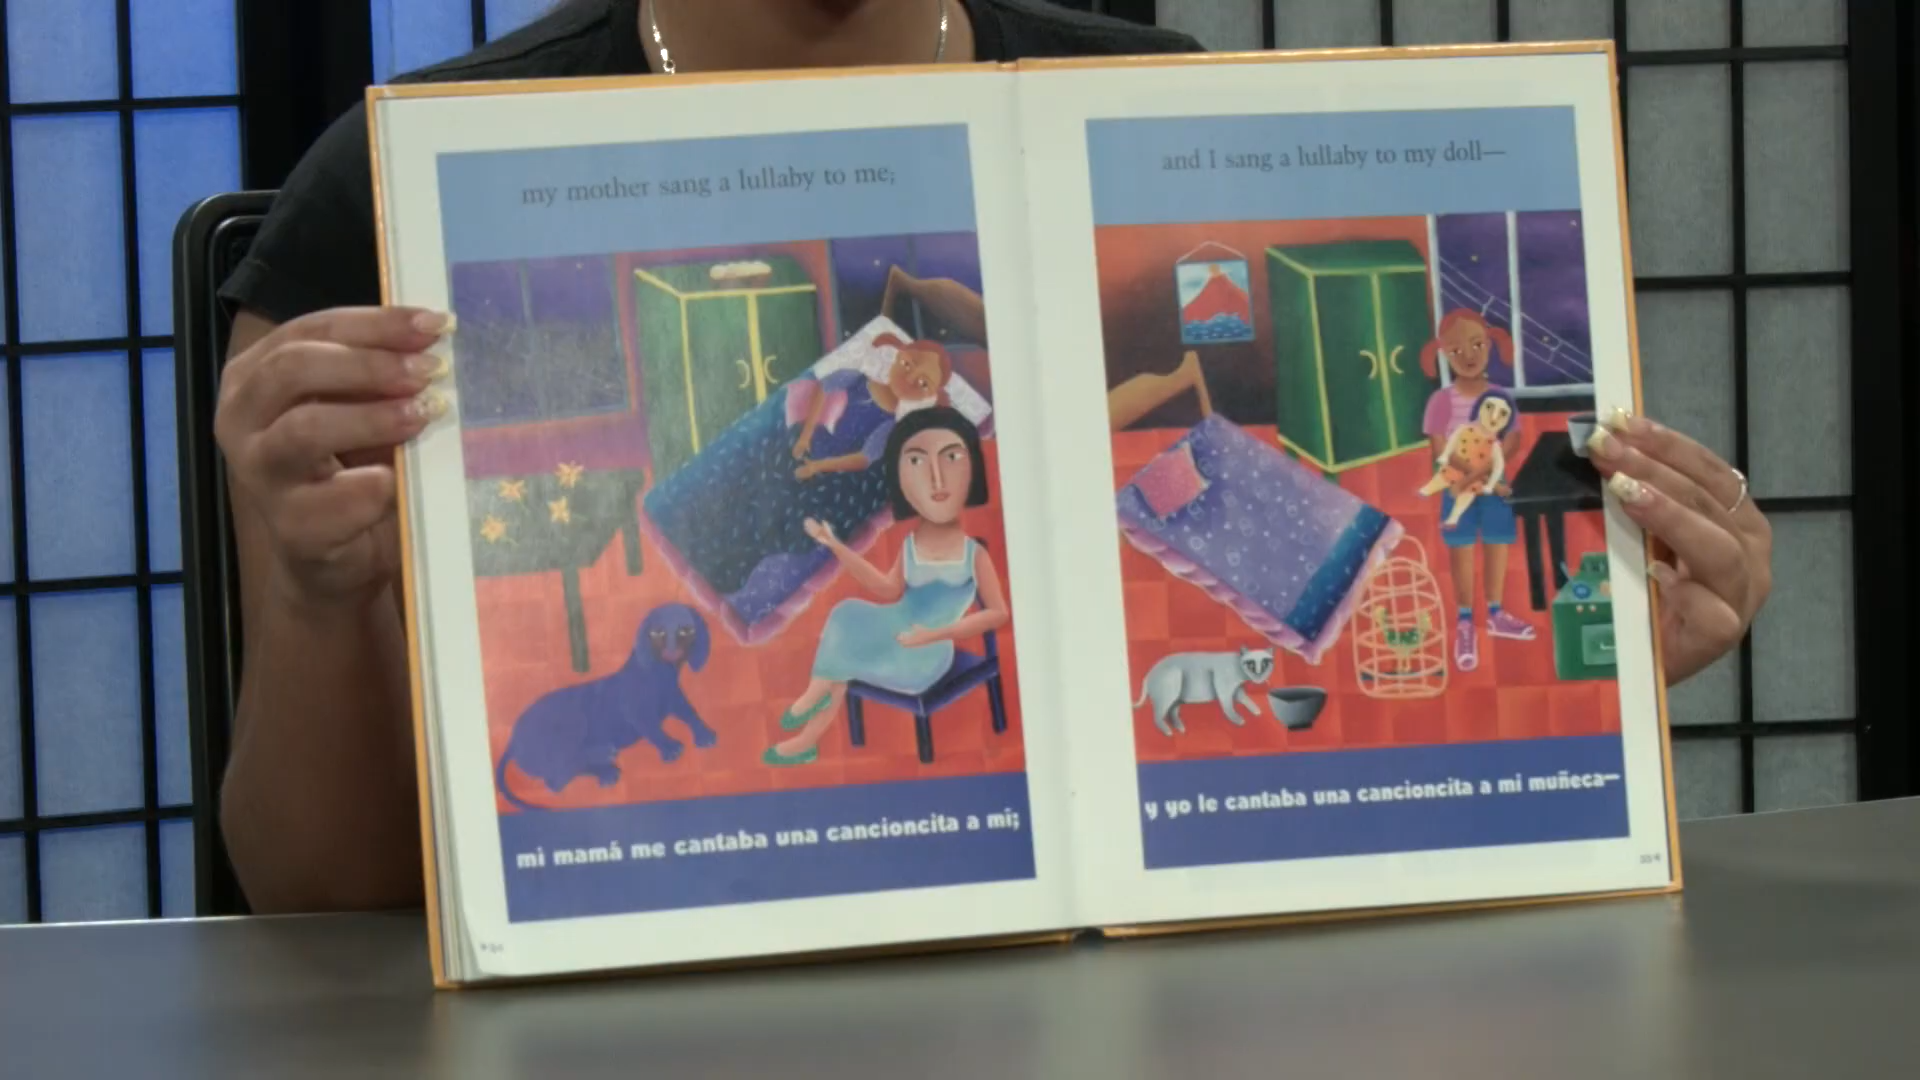 my mother sang a lullaby to me;
mi mamá me cantaba una cancioncita a mí;
and I sang a lullaby to my doll—
y yo le cantaba una cancioncita a mi muñeca—